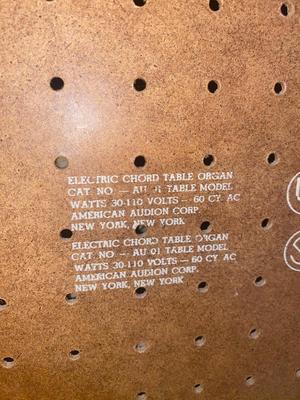 ELECTRIC CHORD TABLE ORGAN
CAT. NO — AU 01 TABLE MODEL
WATTS 30-110 VOLTS — 60 CY AC
AMERICAN AUDION CORP.
NEW YORK, NEW YORK
ELECTRIC CHORD TABLE ORGAN
CAT. NO — AU 01 TABLE MODEL
WATTS 30-110 VOLTS — 60 CY AC
AMERICAN AUDION CORP.
NEW YORK, NEW YORK